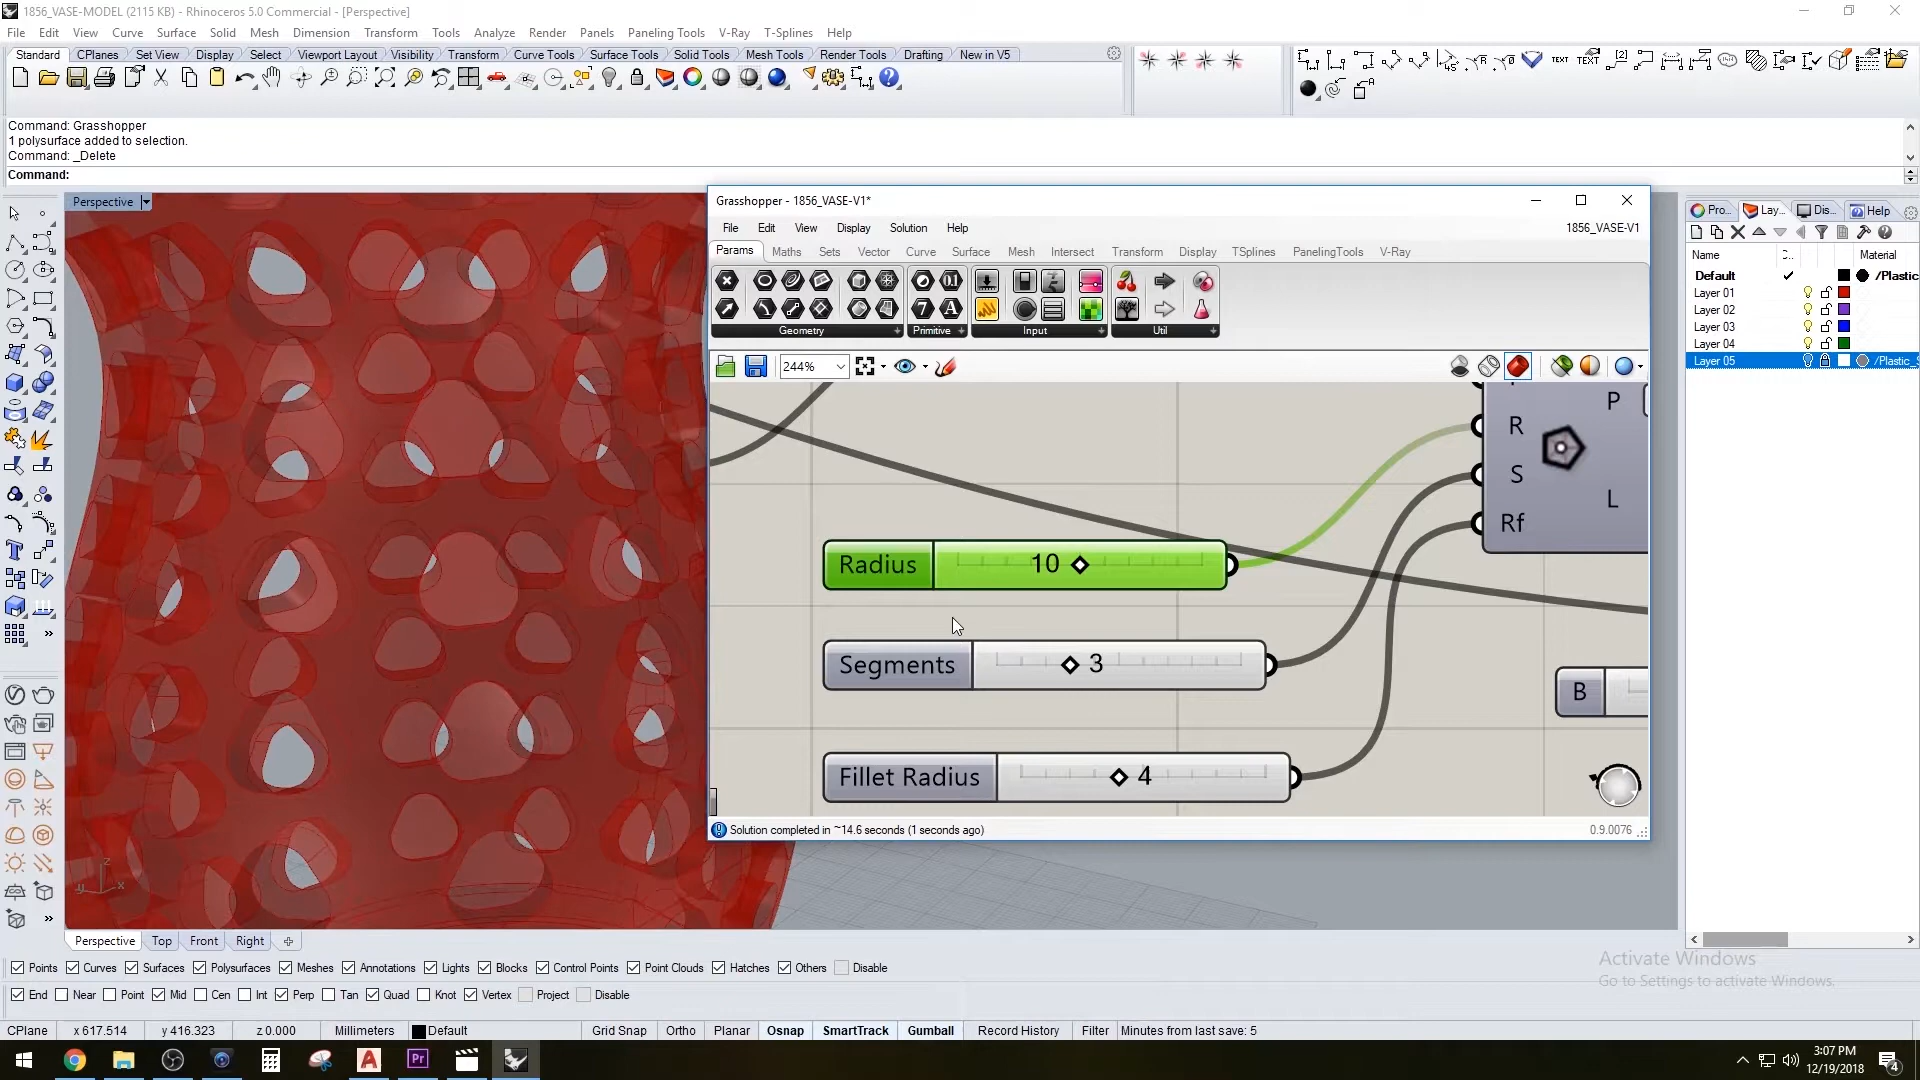 1856_VASE-MODEL (2115 KB) - Rhinoceros 5.0 Commercial - [Perspective]
File Edit View Curve Surface Solid Mesh Dimension Transform Tools Analyze Render Panels Paneling Tools V-Ray T-Splines Help
Standard CPlanes Set View Display Select Viewport Layout Visibility Transform Curve Tools Surface Tools Solid Tools Mesh Tools Render Tools Drafting New in V5
Command: Grasshopper
1 polysurface added to selection.
Command: _Delete
Command:
Perspective
Grasshopper - 1856_VASE-V1*
File Edit View Display Solution Help 1856_VASE-V1
Params Maths Sets Vector Curve Surface Mesh Intersect Transform Display TSplines PanelingTools V-Ray
Geometry Primitive Input Util
244%
P
R
S
L
Rf
Radius 10
Segments 3
B
Fillet Radius 4
Solution completed in ~14.6 seconds (1 seconds ago) 0.9.0076
Pro... Lay... Dis... Help
Name Material
Default /Plastic
Layer 01
Layer 02
Layer 03
Layer 04
Layer 05 /Plastic_S
z
y x
Perspective Top Front Right
Points Curves Surfaces Polysurfaces Meshes Annotations Lights Blocks Control Points Point Clouds Hatches Others Disable
End Near Point Mid Cen Int Perp Tan Quad Knot Vertex Project Disable
Activate Windows
Go to Settings to activate Windows.
CPlane x 617.514 y 416.323 z 0.000 Millimeters Default Grid Snap Ortho Planar Osnap SmartTrack Gumball Record History Filter Minutes from last save: 5
3:07 PM
12/19/2018
4